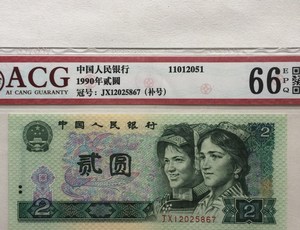 ACG
AI CANG GUARANTY
中国人民银行 11012051
1990年贰圆
冠号：JX12025867（补号）
66 EPQ
中国人民银行
贰圆
2
2
JX12025867